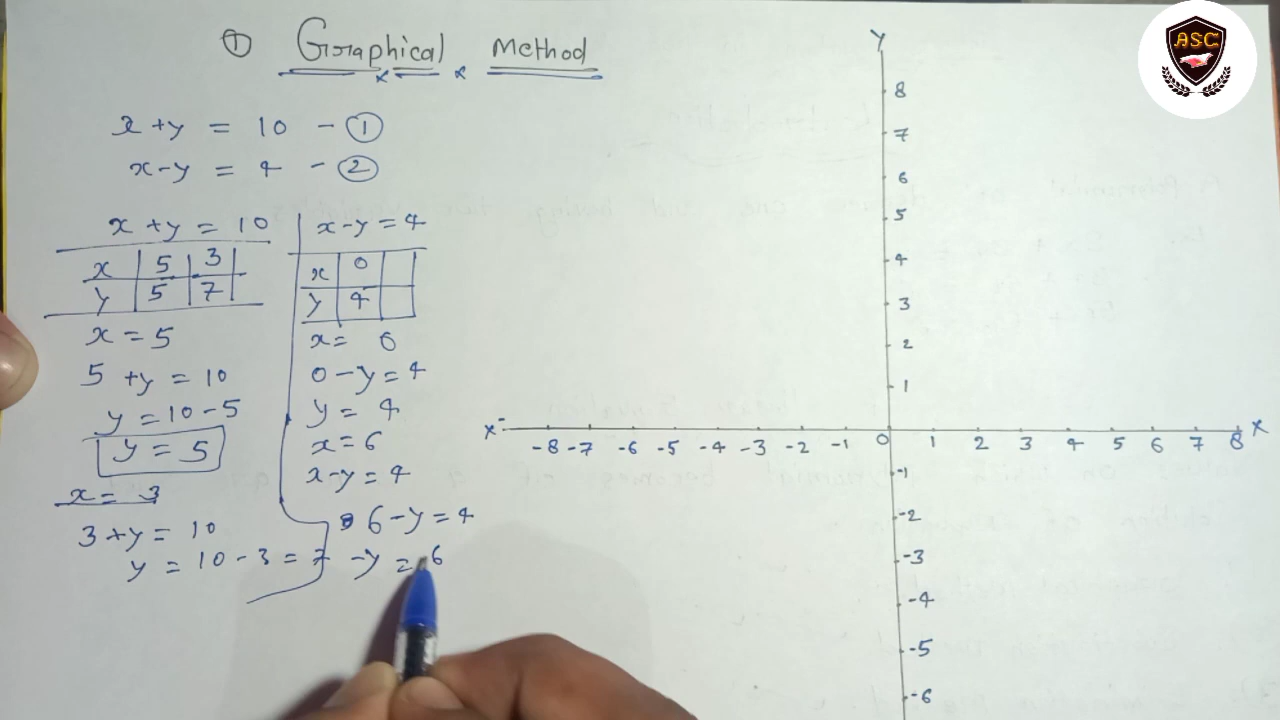 ① Graphical Method
x + y = 10 - ①
x - y = 4 - ②
x + y = 10
x 5 3
y 5 7
x = 5
5 + y = 10
y = 10 - 5
y = 5
x = 3
3 + y = 10
y = 10 - 3 = 7
x - y = 4
x 0
y 4
x = 0
0 - y = 4
y = 4
x = 6
x - y = 4
6 - y = 4
-y = 6
Y
8
7
6
5
4
3
2
1
X' -8 -7 -6 -5 -4 -3 -2 -1 0 1 2 3 4 5 6 7 8 X
-1
-2
-3
-4
-5
-6
ASC